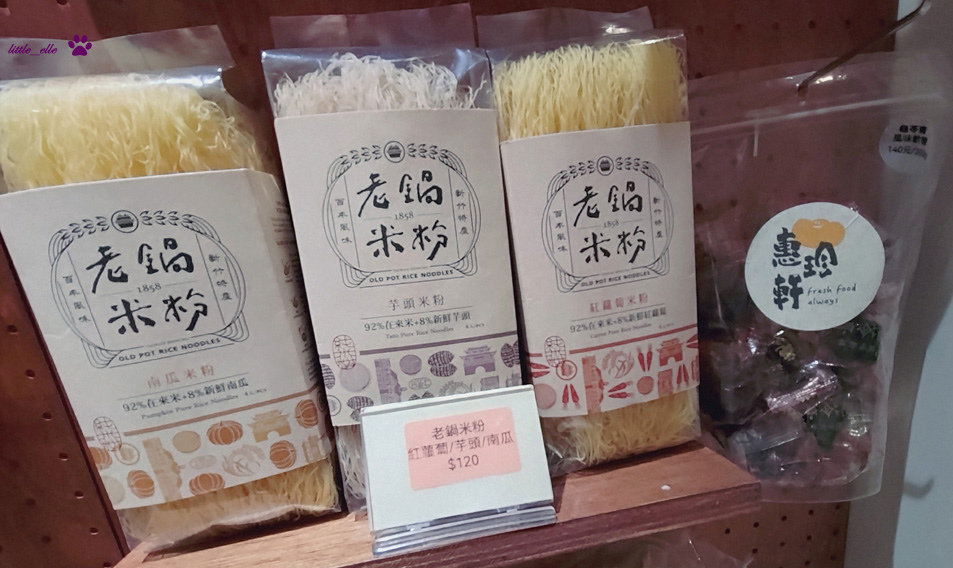 little_elle
老鍋
1858
米粉
百年風味
新竹特產
OLD POT RICE NOODLES
南瓜米粉
92%在來米+8%新鮮南瓜
Pumpkin Pure Rice Noodles
老鍋
1858
米粉
百年風味
新竹特產
OLD POT RICE NOODLES
芋頭米粉
92%在來米+8%新鮮芋頭
Taro Pure Rice Noodles
老鍋
1858
米粉
百年風味
新竹特產
OLD POT RICE NOODLES
紅蘿蔔米粉
92%在來米+8%新鮮紅蘿蔔
Carrot Pure Rice Noodles
老鍋米粉
紅蘿蔔/芋頭/南瓜
$120
惠珍軒
fresh food
always